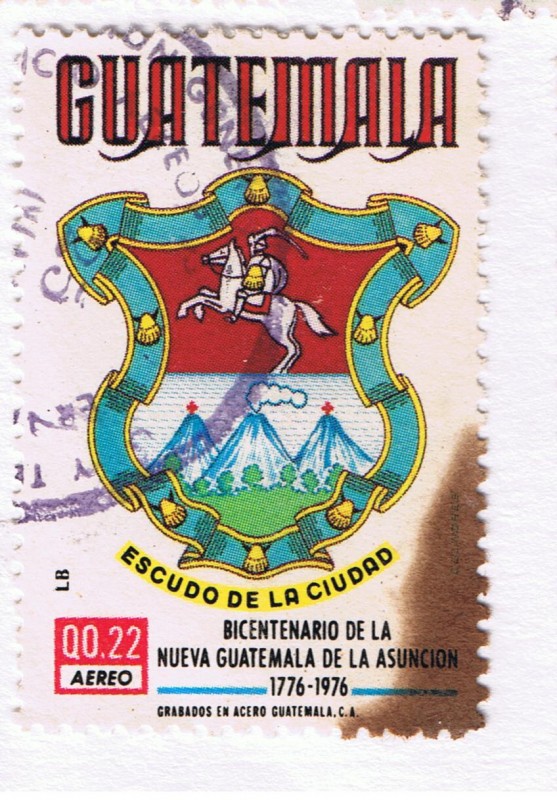 GUATEMALA
ESCUDO DE LA CIUDAD
LB
Q0.22
AEREO
BICENTENARIO DE LA
NUEVA GUATEMALA DE LA ASUNCION
1776-1976
GRABADOS EN ACERO GUATEMALA, C.A.